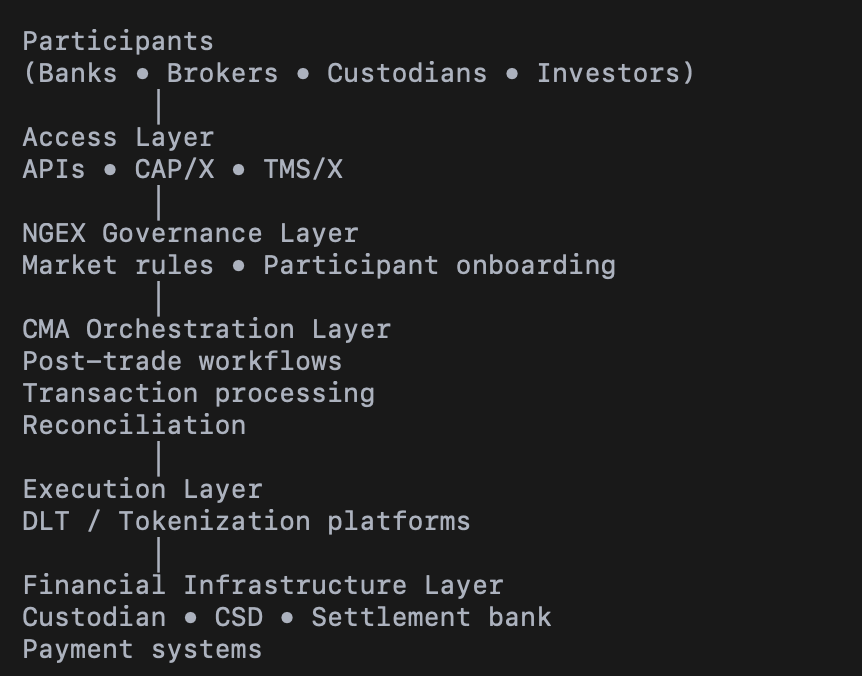 Participants
(Banks • Brokers • Custodians • Investors)
Access Layer
APIs • CAP/X • TMS/X
NGEX Governance Layer
Market rules • Participant onboarding
CMA Orchestration Layer
Post–trade workflows
Transaction processing
Reconciliation
Execution Layer
DLT / Tokenization platforms
Financial Infrastructure Layer
Custodian • CSD • Settlement bank
Payment systems